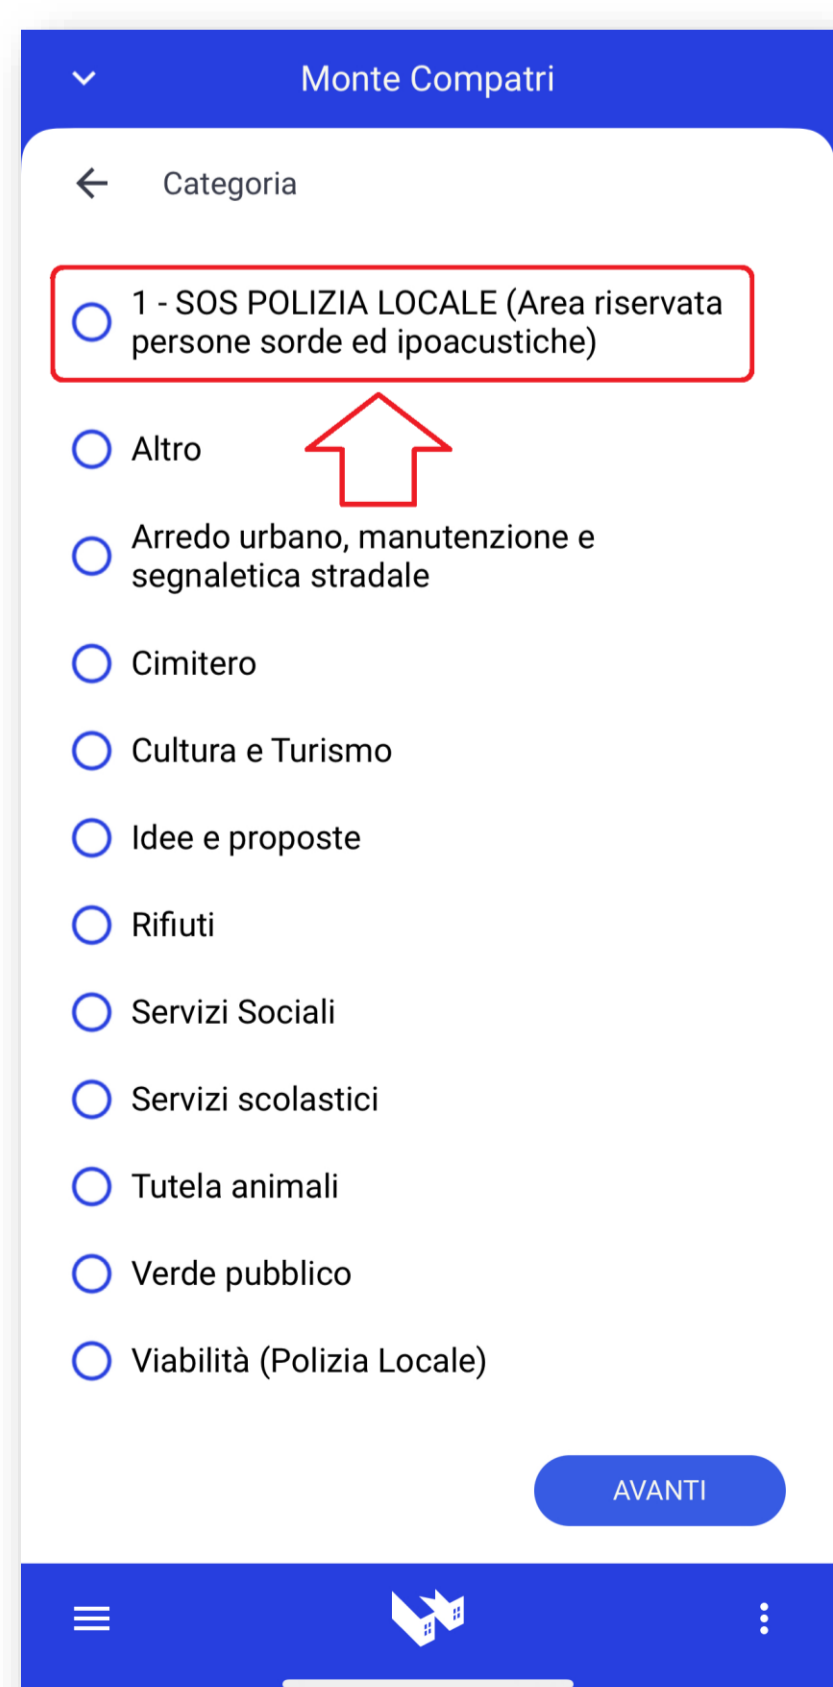 Monte Compatri
Categoria
1 - SOS POLIZIA LOCALE (Area riservata
persone sorde ed ipoacustiche)
Altro
Arredo urbano, manutenzione e
segnaletica stradale
Cimitero
Cultura e Turismo
Idee e proposte
Rifiuti
Servizi Sociali
Servizi scolastici
Tutela animali
Verde pubblico
Viabilità (Polizia Locale)
AVANTI